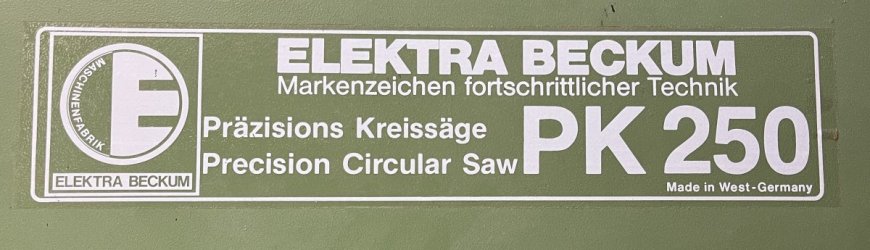 MASCHINENFABRIK
E
ELEKTRA BECKUM
ELEKTRA BECKUM
Markenzeichen fortschrittlicher Technik
Präzisions Kreissäge
Precision Circular Saw
PK 250
Made in West-Germany